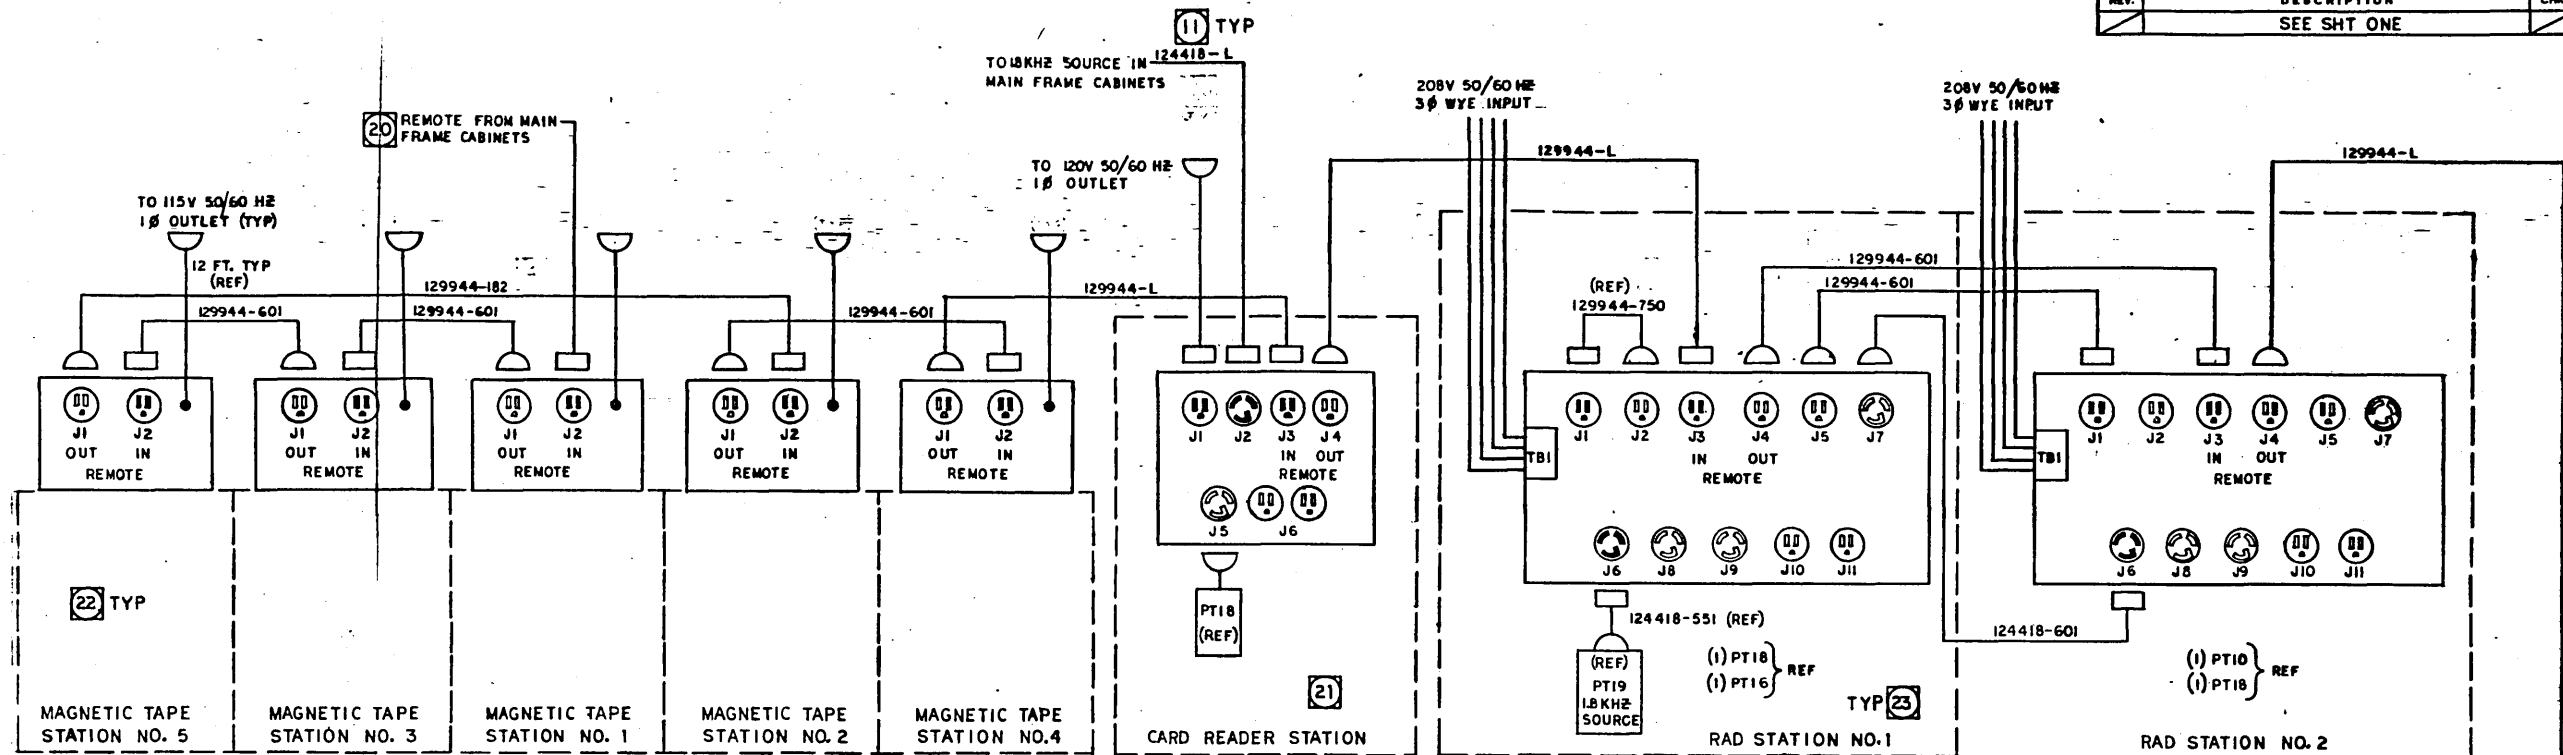 REV.
DESCRIPTION
SEE SHT ONE
11 TYP
124418-L
TO 1.8KHZ SOURCE IN
MAIN FRAME CABINETS
208V 50/60 HZ
3Ø WYE INPUT
208V 50/60HZ
3Ø WYE INPUT
20 REMOTE FROM MAIN
FRAME CABINETS
129944-L
129944-L
TO 120V 50/60 HZ
1Ø OUTLET
TO 115V 50/60 HZ
1Ø OUTLET (TYP)
12 FT. TYP
(REF)
129944-182
129944-L
129944-601
129944-601
129944-601
129944-601
129944-601
(REF)
129944-750
J1 J2
OUT IN
REMOTE
J1 J2
OUT IN
REMOTE
J1 J2
OUT IN
REMOTE
J1 J2
OUT IN
REMOTE
J1 J2
OUT IN
REMOTE
J1 J2 J3 J4
IN OUT
REMOTE
J5 J6
TB1
J1 J2 J3 J4 J5 J7
IN OUT
REMOTE
J6 J8 J9 J10 J11
TB1
J1 J2 J3 J4 J5 J7
IN OUT
REMOTE
J6 J8 J9 J10 J11
22 TYP
PT18
(REF)
21
124418-551 (REF)
(REF)
PT19
1.8KHZ
SOURCE
(1) PT18
(1) PT16
REF
TYP 23
124418-601
(1) PT10
(1) PT18
REF
MAGNETIC TAPE
STATION NO. 5
MAGNETIC TAPE
STATION NO. 3
MAGNETIC TAPE
STATION NO. 1
MAGNETIC TAPE
STATION NO. 2
MAGNETIC TAPE
STATION NO.4
CARD READER STATION
RAD STATION NO.1
RAD STATION NO. 2